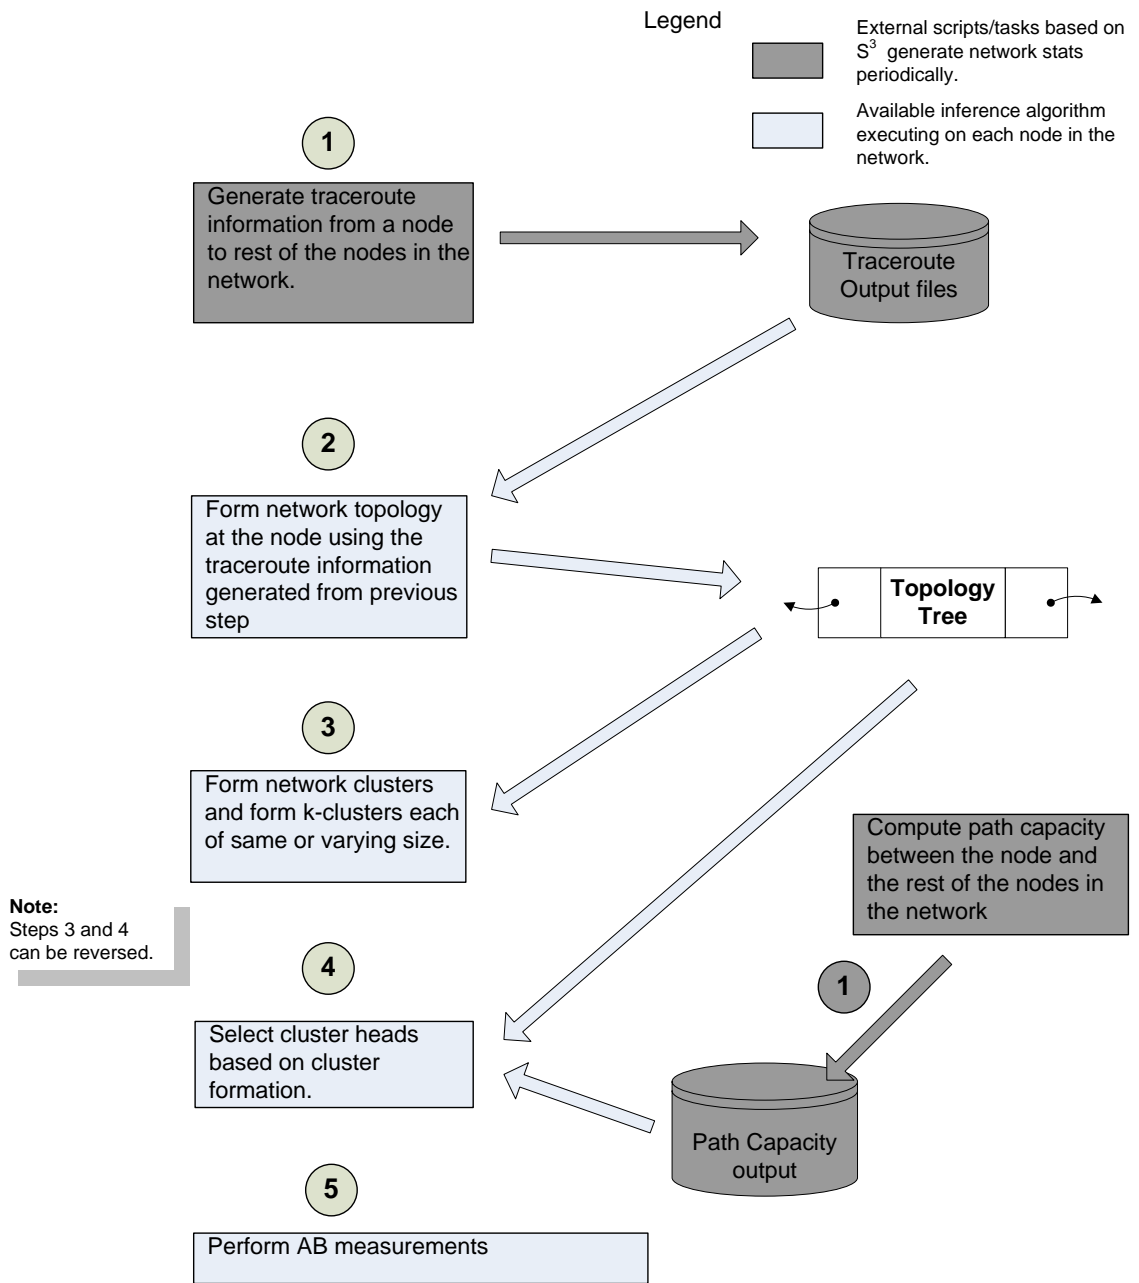 Legend
External scripts/tasks based on
S3 generate network stats
periodically.
Available inference algorithm
executing on each node in the
network.
1
Generate traceroute
information from a node
to rest of the nodes in the
network.
Traceroute
Output files
2
Form network topology
at the node using the
traceroute information
generated from previous
step
Topology
Tree
3
Form network clusters
and form k-clusters each
of same or varying size.
Compute path capacity
between the node and
the rest of the nodes in
the network
Note:
Steps 3 and 4
can be reversed.
4
1
Select cluster heads
based on cluster
formation.
Path Capacity
output
5
Perform AB measurements